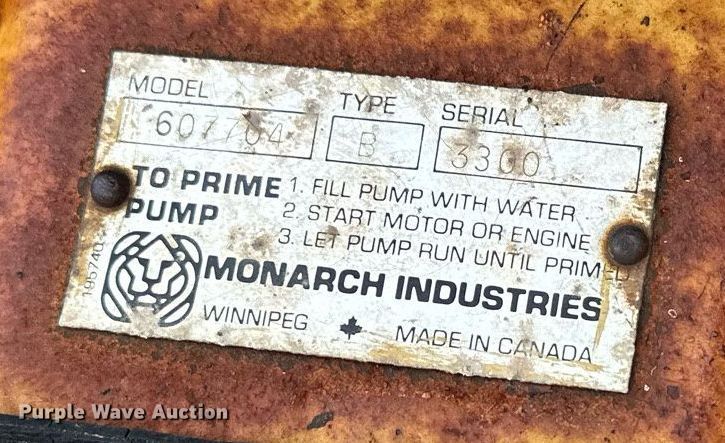 MODEL TYPE SERIAL
607704 B 3300
TO PRIME PUMP
1. FILL PUMP WITH WATER
2. START MOTOR OR ENGINE
3. LET PUMP RUN UNTIL PRIMED
195740
MONARCH INDUSTRIES
WINNIPEG MADE IN CANADA
Purple Wave Auction